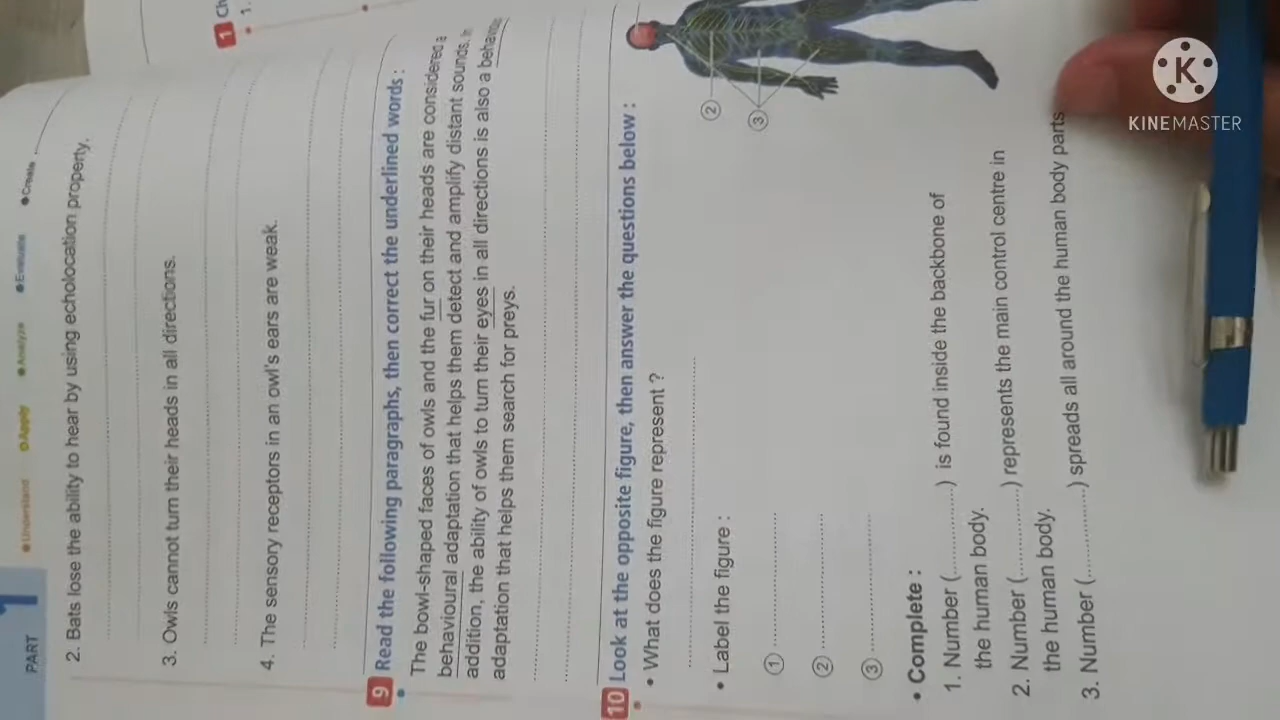 PART 1
Understand Apply Analyze Evaluate Create
2. Bats lose the ability to hear by using echolocation property.
3. Owls cannot turn their heads in all directions.
4. The sensory receptors in an owl's ears are weak.
9 Read the following paragraphs, then correct the underlined words :
The bowl-shaped faces of owls and the fur on their heads are considered a
behavioural adaptation that helps them detect and amplify distant sounds, in
addition, the ability of owls to turn their eyes in all directions is also a
adaptation that helps them search for preys.
10 Look at the opposite figure, then answer the questions below :
• What does the figure represent ?
• Label the figure :
①
②
③
• Complete :
1. Number (............) is found inside the backbone of
the human body.
2. Number (............) represents the main control centre in
the human body.
3. Number (............) spreads all around the human body parts
②
③
1
1.
K
KINEMASTER